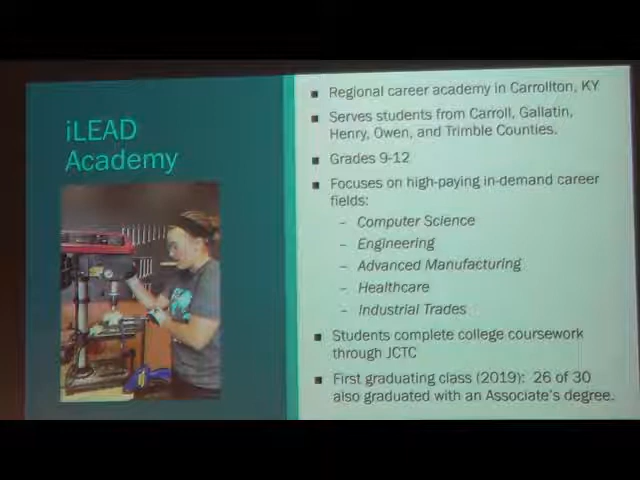 iLEAD
Academy
Regional career academy in Carrollton, KY
Serves students from Carroll, Gallatin,
Henry, Owen, and Trimble Counties.
Grades 9-12
Focuses on high-paying in-demand career
fields:
– Computer Science
– Engineering
– Advanced Manufacturing
– Healthcare
– Industrial Trades
Students complete college coursework
through JCTC
First graduating class (2019): 26 of 30
also graduated with an Associate's degree.